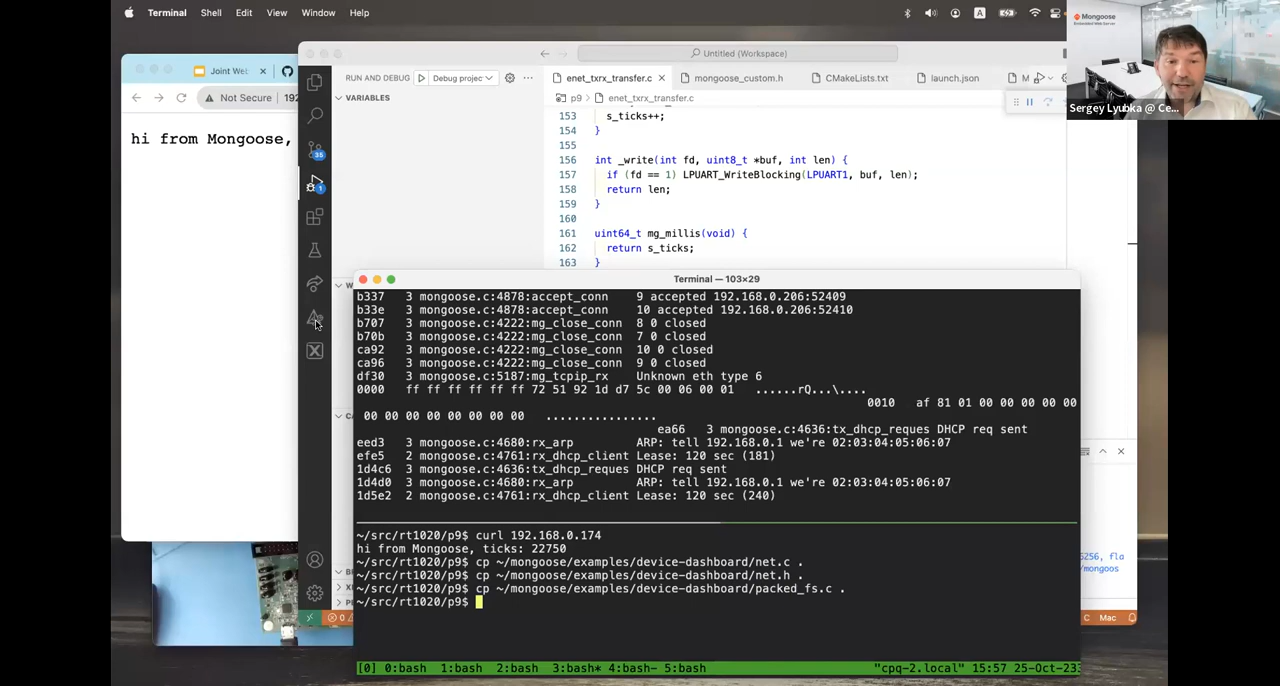 Terminal Shell Edit View Window Help
A
Mongoose
Sergey Lyubka @ Ce...
Joint Web
Not Secure 192
hi from Mongoose,
Untitled (Workspace)
RUN AND DEBUG Debug projec
VARIABLES
35
1
enet_txrx_transfer.c mongoose_custom.h CMakeLists.txt launch.json M
p9 > enet_txrx_transfer.c
153 s_ticks++;
154 }
155
156 int _write(int fd, uint8_t *buf, int len) {
157 if (fd == 1) LPUART_WriteBlocking(LPUART1, buf, len);
158 return len;
159 }
160
161 uint64_t mg_millis(void) {
162 return s_ticks;
163 }
Terminal — 103×29
b337 3 mongoose.c:4878:accept_conn 9 accepted 192.168.0.206:52409
b33e 3 mongoose.c:4878:accept_conn 10 accepted 192.168.0.206:52410
b707 3 mongoose.c:4222:mg_close_conn 8 0 closed
b70b 3 mongoose.c:4222:mg_close_conn 7 0 closed
ca92 3 mongoose.c:4222:mg_close_conn 10 0 closed
ca96 3 mongoose.c:4222:mg_close_conn 9 0 closed
df30 3 mongoose.c:5187:mg_tcpip_rx Unknown eth type 6
0000 ff ff ff ff ff ff 72 51 92 1d d7 5c 00 06 00 01 ......rQ...\....
0010 af 81 01 00 00 00 00 00
00 00 00 00 00 00 00 00 ................
ea66 3 mongoose.c:4636:tx_dhcp_reques DHCP req sent
eed3 3 mongoose.c:4680:rx_arp ARP: tell 192.168.0.1 we're 02:03:04:05:06:07
efe5 2 mongoose.c:4761:rx_dhcp_client Lease: 120 sec (181)
1d4c6 3 mongoose.c:4636:tx_dhcp_reques DHCP req sent
1d4d0 3 mongoose.c:4680:rx_arp ARP: tell 192.168.0.1 we're 02:03:04:05:06:07
1d5e2 2 mongoose.c:4761:rx_dhcp_client Lease: 120 sec (240)
~/src/rt1020/p9$ curl 192.168.0.174
hi from Mongoose, ticks: 22750
~/src/rt1020/p9$ cp ~/mongoose/examples/device-dashboard/net.c .
~/src/rt1020/p9$ cp ~/mongoose/examples/device-dashboard/net.h .
~/src/rt1020/p9$ cp ~/mongoose/examples/device-dashboard/packed_fs.c .
~/src/rt1020/p9$
[0] 0:bash 1:bash 2:bash 3:bash* 4:bash- 5:bash "cpq-2.local" 15:57 25-Oct-23
W
CA
BR
XI
PI
0
2S6, fla
/mongoos
C Mac